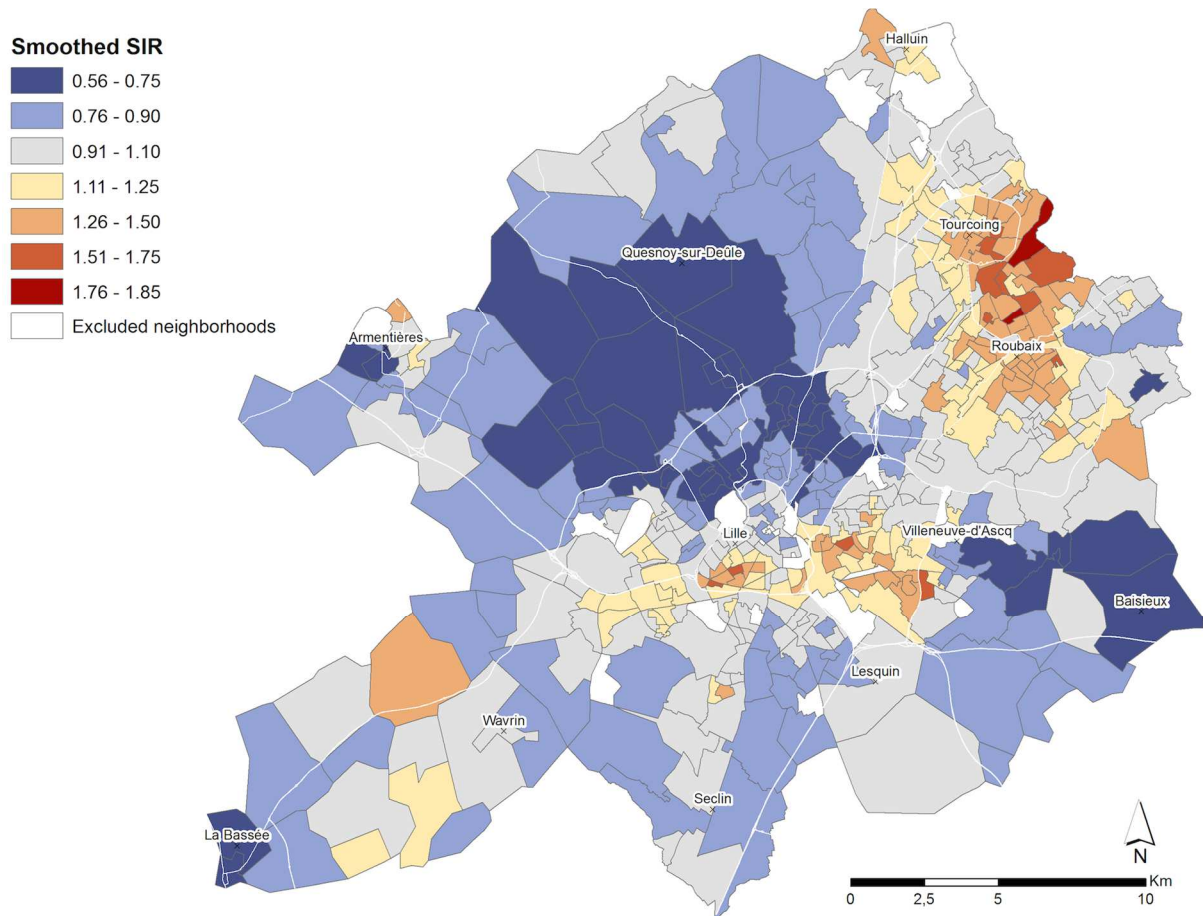 Smoothed SIR
0.56 - 0.75
0.76 - 0.90
0.91 - 1.10
1.11 - 1.25
1.26 - 1.50
1.51 - 1.75
1.76 - 1.85
Excluded neighborhoods
Halluin
Tourcoing
Quesnoy-sur-Deûle
Armentières
Roubaix
Lille
Villeneuve-d'Ascq
Baisieux
Lesquin
Wavrin
Seclin
La Bassée
N
Km
0 2,5 5 10